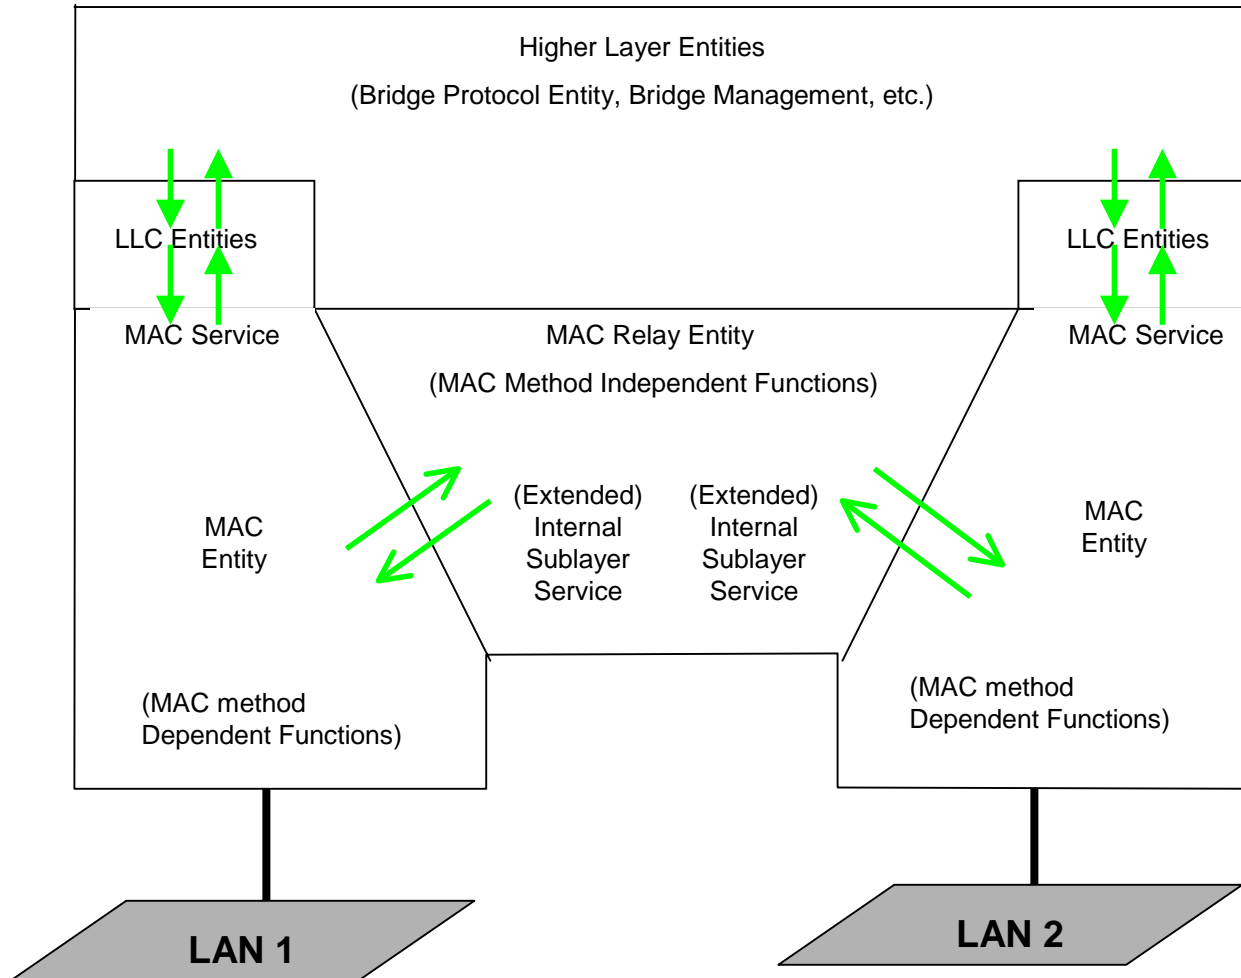 Higher Layer Entities
(Bridge Protocol Entity, Bridge Management, etc.)
LLC Entities
LLC Entities
MAC Service
MAC Relay Entity
MAC Service
(MAC Method Independent Functions)
MAC
Entity
(Extended)
Internal
Sublayer
Service
(Extended)
Internal
Sublayer
Service
MAC
Entity
(MAC method
Dependent Functions)
(MAC method
Dependent Functions)
LAN 1
LAN 2